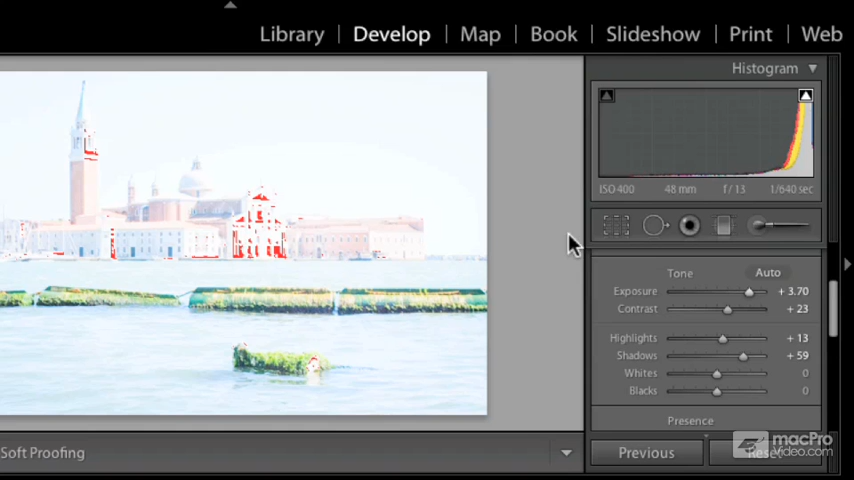 Library | Develop | Map | Book | Slideshow | Print | Web
Histogram
ISO 400 48 mm f / 13 1/640 sec
Tone Auto
Exposure + 3.70
Contrast + 23
Highlights + 13
Shadows + 59
Whites 0
Blacks 0
Presence
Soft Proofing
Previous
Reset
macPro
Video.com